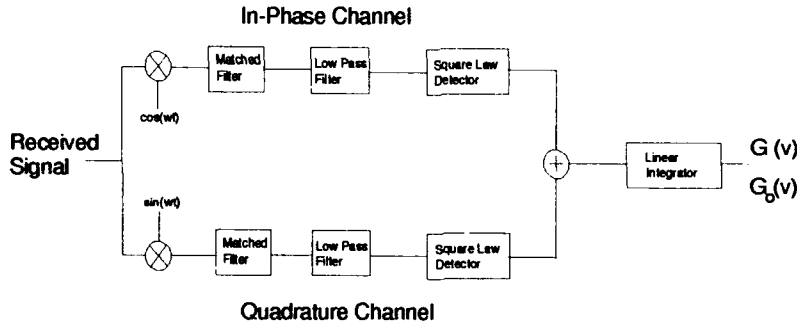 In-Phase Channel
Matched
Filter
Low Pass
Filter
Square Law
Detector
cos(wt)
Received
Signal
+
Linear
Integrator
G (v)
G₀(v)
sin(wt)
Matched
Filter
Low Pass
Filter
Square Law
Detector
Quadrature Channel